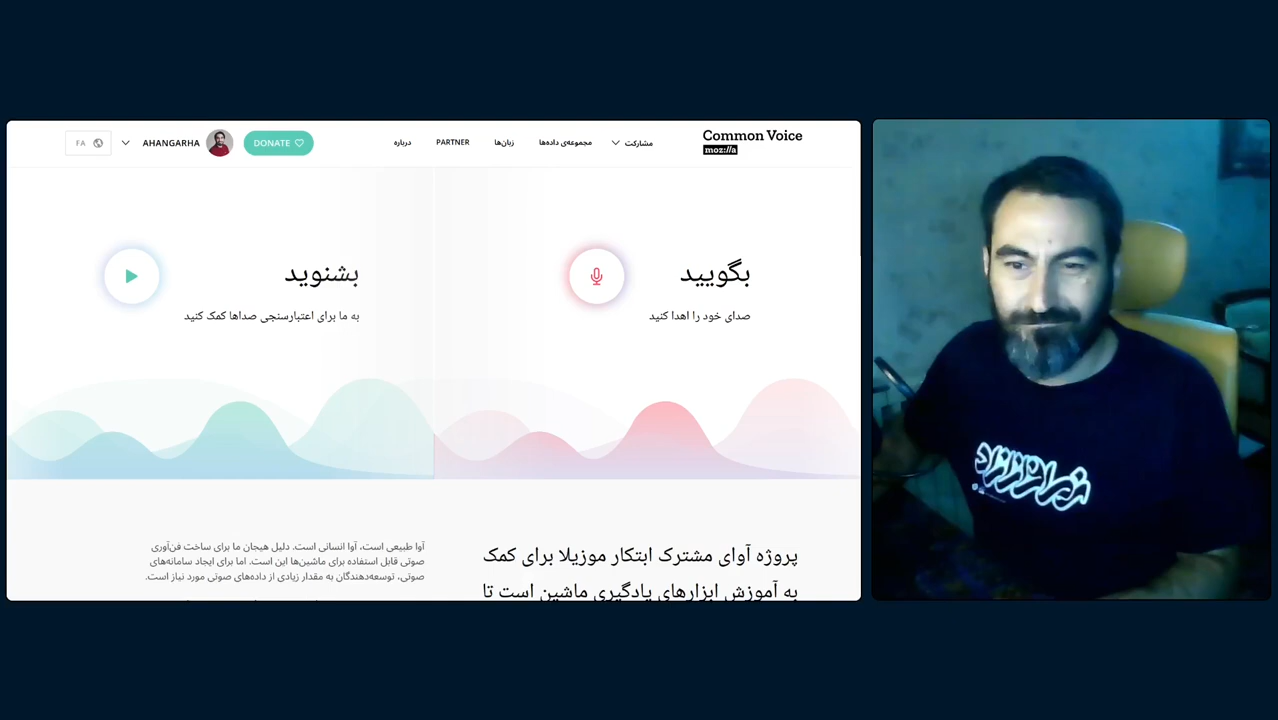 Common Voice
moz://a
مشارکت
مجموعه‌ی داده‌ها
زبان‌ها
PARTNER
درباره
DONATE
AHANGARHA
FA
بگویید
صدای خود را اهدا کنید
بشنوید
به ما برای اعتبارسنجی صداها کمک کنید
پروژه آوای مشترک ابتکار موزیلا برای کمک
به آموزش ابزارهای یادگیری ماشین است تا
آوا طبیعی است، آوا انسانی است. دلیل هیجان ما برای ساخت فن‌آوری
صوتی قابل استفاده برای ماشین‌ها این است. اما برای ایجاد سامانه‌های
صوتی، توسعه‌دهندگان به مقدار زیادی از داده‌های صوتی مورد نیاز است.